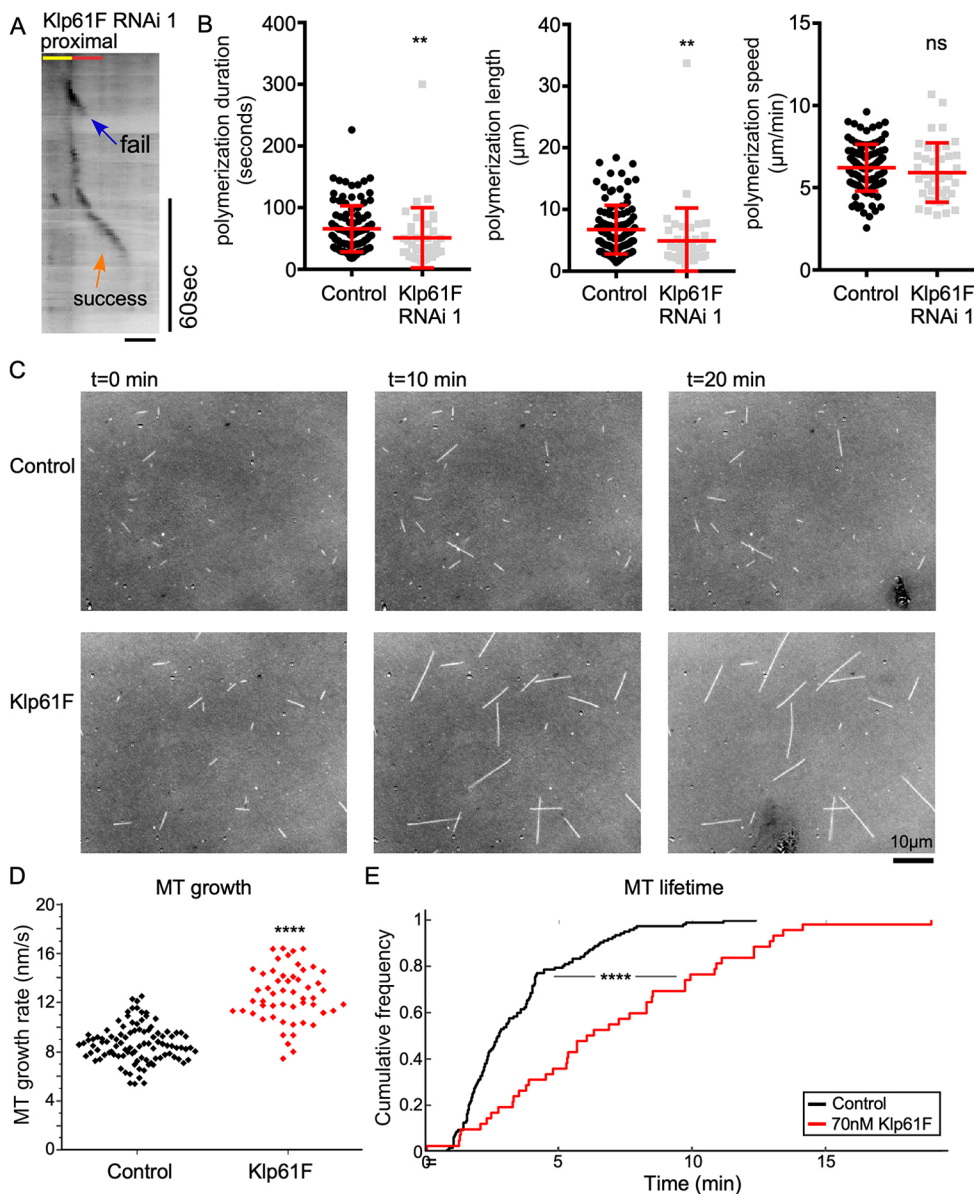 A
Klp61F RNAi 1
proximal
fail
success
60sec
B
polymerization duration
(seconds)
400
300
200
100
0
**
Control
Klp61F
RNAi 1
polymerization length
(µm)
40
30
20
10
0
**
Control
Klp61F
RNAi 1
polymerization speed
(µm/min)
15
10
5
0
ns
Control
Klp61F
RNAi 1
C
t=0 min
t=10 min
t=20 min
Control
Klp61F
10µm
D
MT growth
MT growth rate (nm/s)
20
16
12
8
4
0
****
Control
Klp61F
E
MT lifetime
Cumulative frequency
1
0.8
0.6
0.4
0.2
0
5
10
15
****
Control
70nM Klp61F
Time (min)